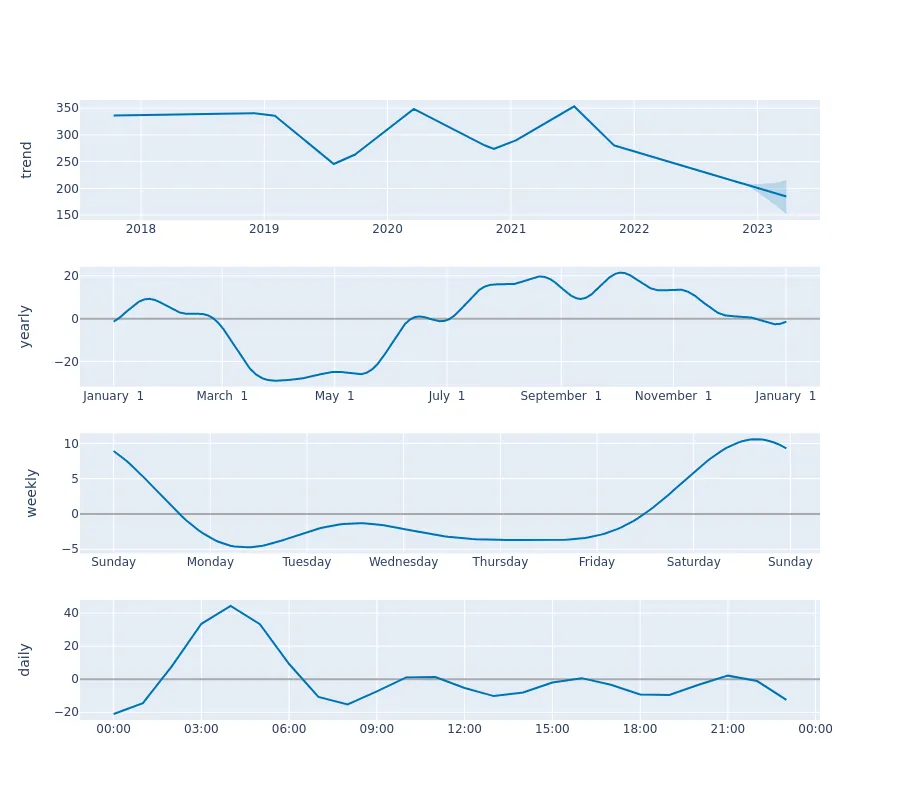 trend
350
300
250
200
150
2018 2019 2020 2021 2022 2023
yearly
20
0
−20
January 1 March 1 May 1 July 1 September 1 November 1 January 1
weekly
10
5
0
−5
Sunday Monday Tuesday Wednesday Thursday Friday Saturday Sunday
daily
40
20
0
−20
00:00 03:00 06:00 09:00 12:00 15:00 18:00 21:00 00:00